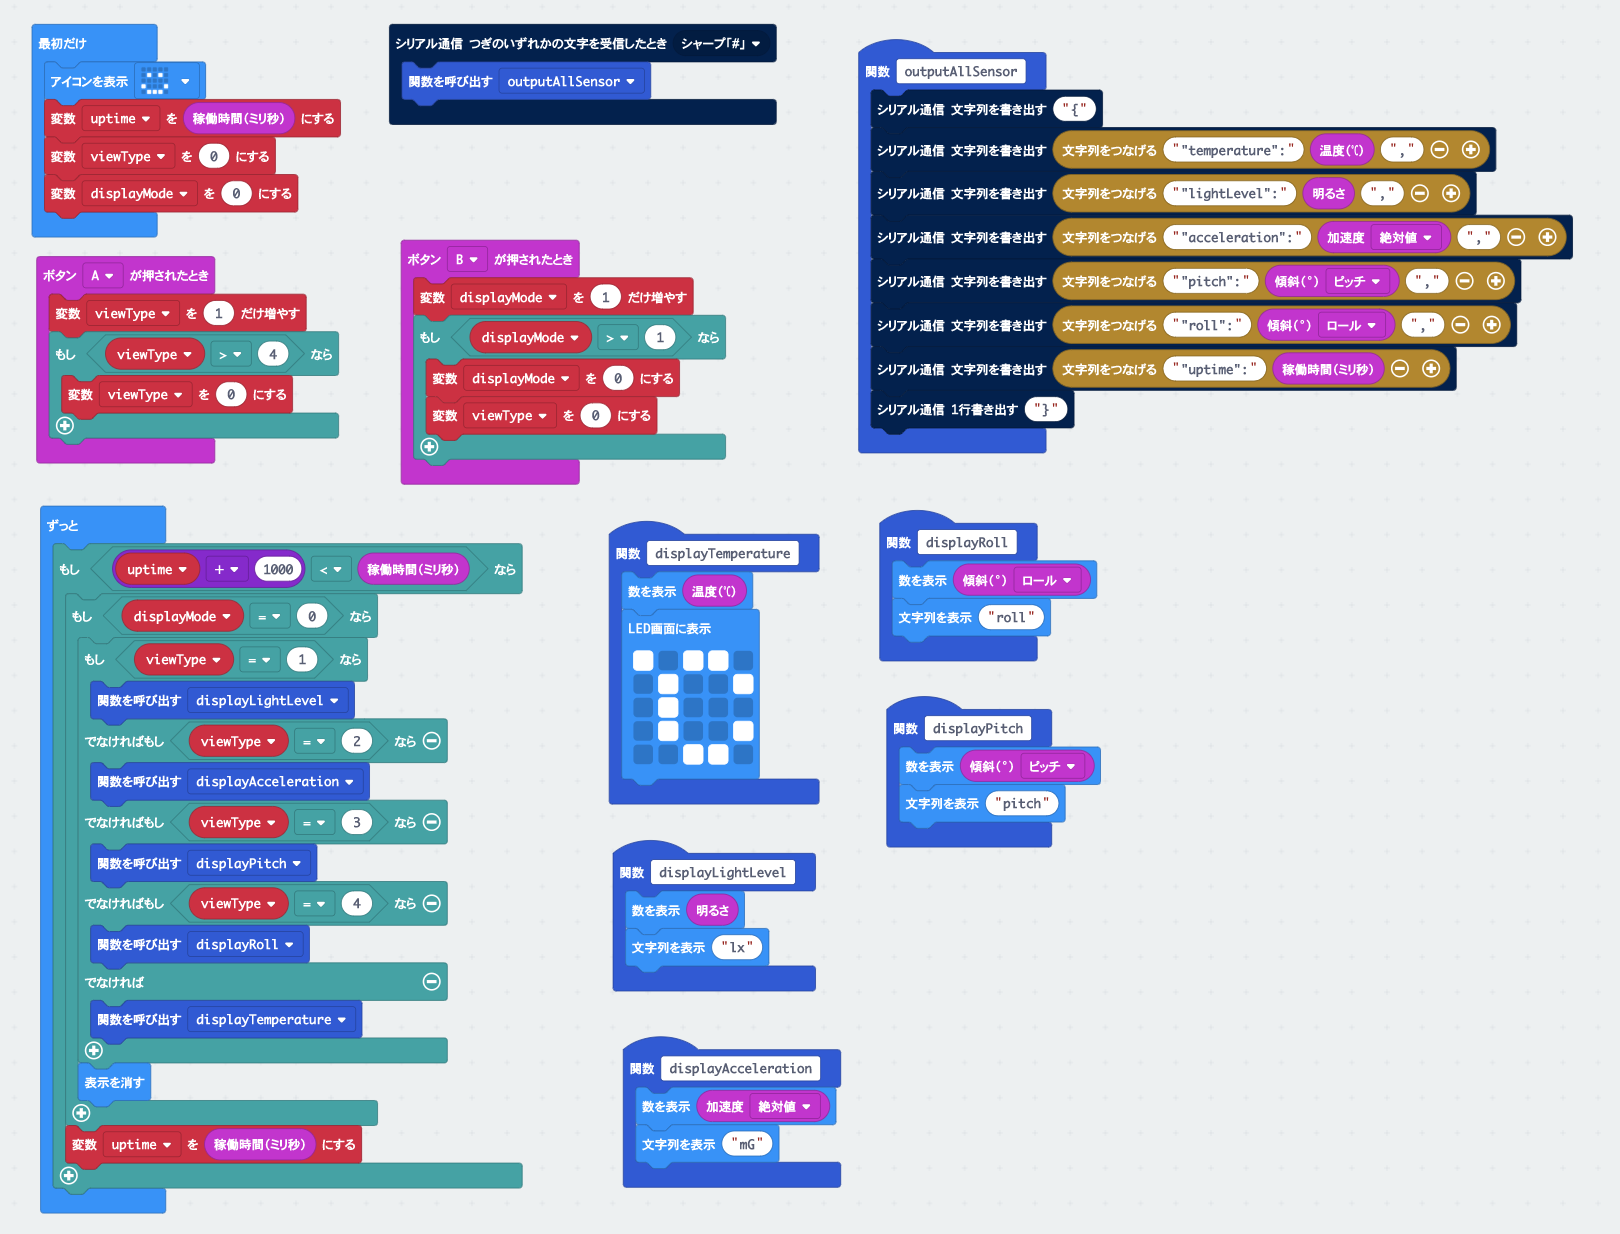 最初だけ
アイコンを表示
変数 uptime を 稼働時間(ミリ秒) にする
変数 viewType を 0 にする
変数 displayMode を 0 にする
シリアル通信 つぎのいずれかの文字を受信したとき シャープ「#」
関数を呼び出す outputAllSensor
関数 outputAllSensor
シリアル通信 文字列を書き出す "{"
シリアル通信 文字列を書き出す 文字列をつなげる ""temperature":" 温度(℃) ","
シリアル通信 文字列を書き出す 文字列をつなげる ""lightLevel":" 明るさ ","
シリアル通信 文字列を書き出す 文字列をつなげる ""acceleration":" 加速度 絶対値 ","
シリアル通信 文字列を書き出す 文字列をつなげる ""pitch":" 傾斜(°) ピッチ ","
シリアル通信 文字列を書き出す 文字列をつなげる ""roll":" 傾斜(°) ロール ","
シリアル通信 文字列を書き出す 文字列をつなげる ""uptime":" 稼働時間(ミリ秒)
シリアル通信 1行書き出す "}"
ボタン A が押されたとき
変数 viewType を 1 だけ増やす
もし viewType > 4 なら
変数 viewType を 0 にする
ボタン B が押されたとき
変数 displayMode を 1 だけ増やす
もし displayMode > 1 なら
変数 displayMode を 0 にする
変数 viewType を 0 にする
ずっと
もし uptime + 1000 < 稼働時間(ミリ秒) なら
もし displayMode = 0 なら
もし viewType = 1 なら
関数を呼び出す displayLightLevel
でなければもし viewType = 2 なら
関数を呼び出す displayAcceleration
でなければもし viewType = 3 なら
関数を呼び出す displayPitch
でなければもし viewType = 4 なら
関数を呼び出す displayRoll
でなければ
関数を呼び出す displayTemperature
表示を消す
変数 uptime を 稼働時間(ミリ秒) にする
関数 displayTemperature
数を表示 温度(℃)
LED画面に表示
関数 displayLightLevel
数を表示 明るさ
文字列を表示 "lx"
関数 displayAcceleration
数を表示 加速度 絶対値
文字列を表示 "mG"
関数 displayRoll
数を表示 傾斜(°) ロール
文字列を表示 "roll"
関数 displayPitch
数を表示 傾斜(°) ピッチ
文字列を表示 "pitch"